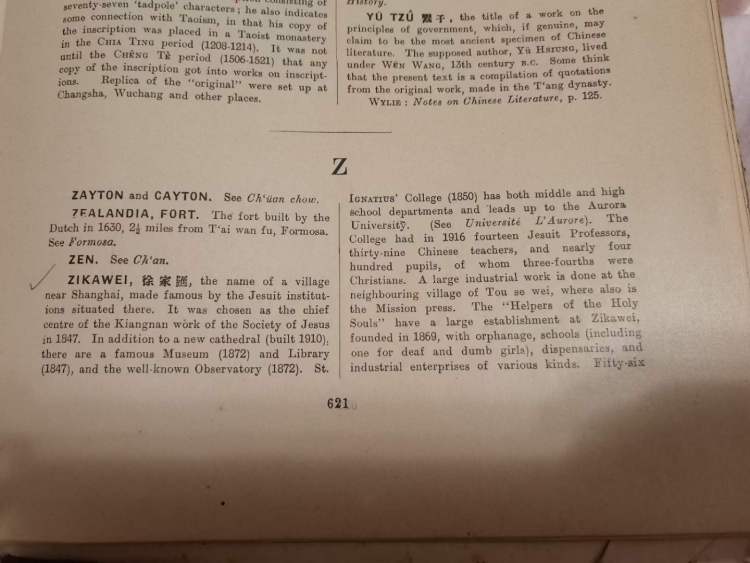 consisting of
seventy-seven 'tadpole' characters; he also indicates
some connection with Taoism, in that his copy of
the inscription was placed in a Taoist monastery
in the CHIA TING period (1208-1214). It was not
until the CHÊNG TÊ period (1506-1521) that any
copy of the inscription got into works on inscript-
ions. Replica of the "original" were set up at
Changsha, Wuchang and other places.
History.
YÜ TZŬ 鬻子, the title of a work on the
principles of government, which, if genuine, may
claim to be the most ancient specimen of Chinese
literature. The supposed author, YÜ HSIUNG, lived
under WÊN WANG, 13th century B.C. Some think
that the present text is a compilation of quotations
from the original work, made in the T'ang dynasty.
WYLIE : Notes on Chinese Literature, p. 125.
Z
ZAYTON and CAYTON. See Ch'üan chow.
ZEALANDIA, FORT. The fort built by the
Dutch in 1630, 2½ miles from T'ai wan fu, Formosa.
See Formosa.
ZEN. See Ch'an.
ZIKAWEI, 徐家匯, the name of a village
near Shanghai, made famous by the Jesuit institut-
ions situated there. It was chosen as the chief
centre of the Kiangnan work of the Society of Jesus
in 1847. In addition to a new cathedral (built 1910),
there are a famous Museum (1872) and Library
(1847), and the well-known Observatory (1872). St.
IGNATIUS' College (1850) has both middle and high
school departments and leads up to the Aurora
University. (See Université L'Aurore). The
College had in 1916 fourteen Jesuit Professors,
thirty-nine Chinese teachers, and nearly four
hundred pupils, of whom three-fourths were
Christians. A large industrial work is done at the
neighbouring village of Tou se wei, where also is
the Mission press. The "Helpers of the Holy
Souls" have a large establishment at Zikawei,
founded in 1869, with orphanage, schools (including
one for deaf and dumb girls), dispensaries, and
industrial enterprises of various kinds. Fifty-six
621